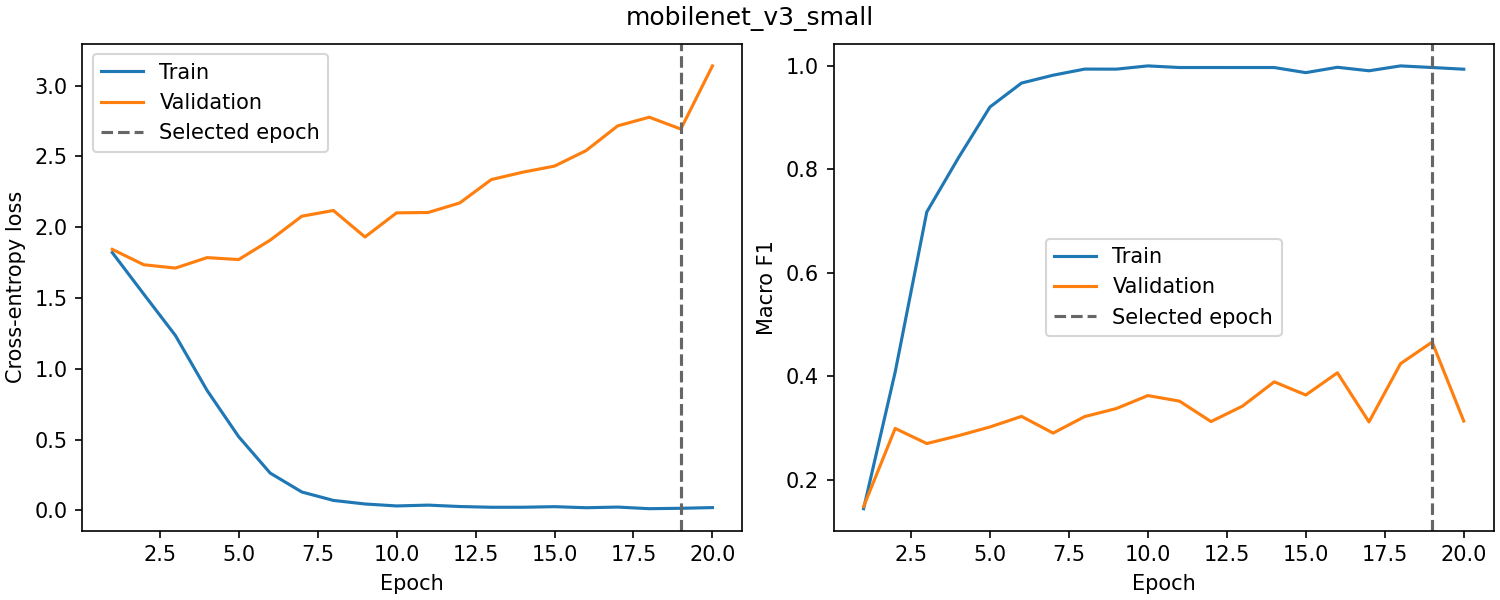 mobilenet_v3_small
Train
Validation
Selected epoch
Cross-entropy loss
3.0
2.5
2.0
1.5
1.0
0.5
0.0
2.5 5.0 7.5 10.0 12.5 15.0 17.5 20.0
Epoch
Train
Validation
Selected epoch
Macro F1
1.0
0.8
0.6
0.4
0.2
2.5 5.0 7.5 10.0 12.5 15.0 17.5 20.0
Epoch